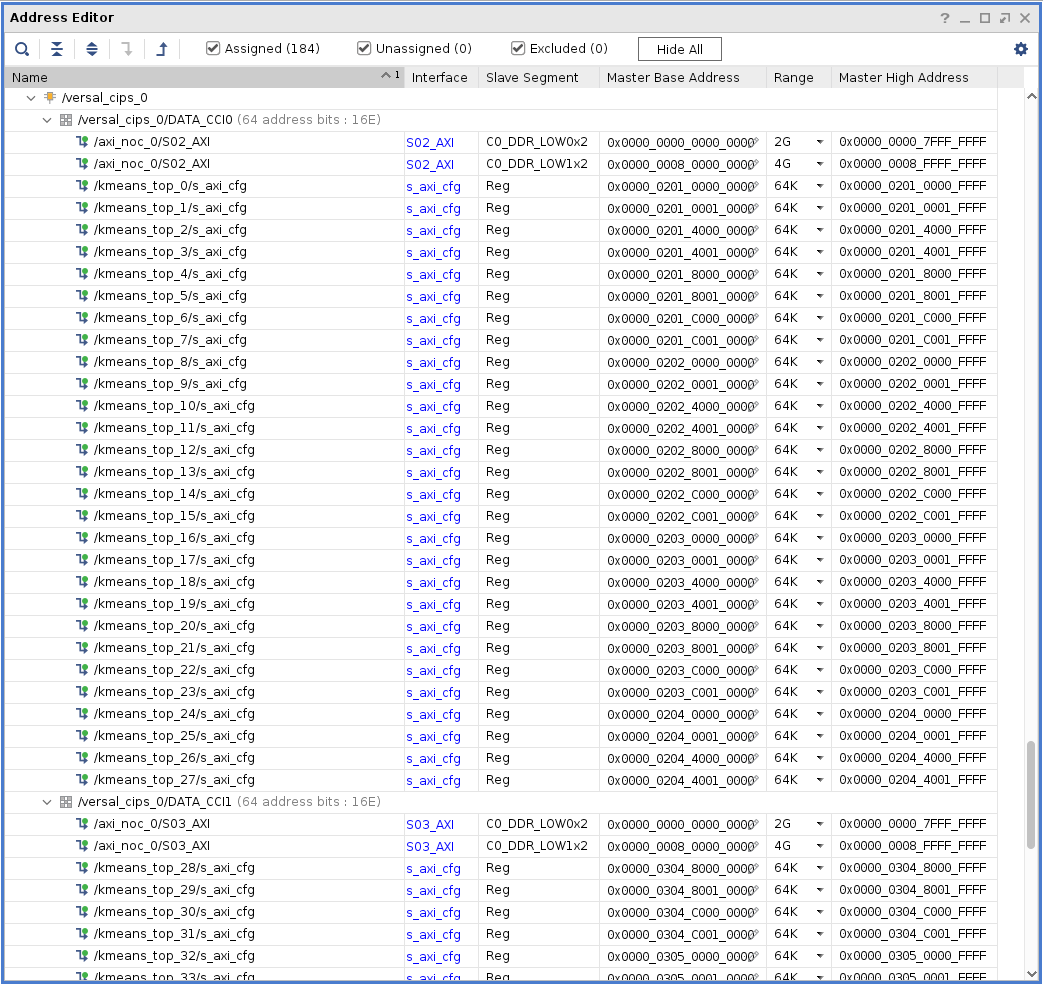 Address Editor
Assigned (184) Unassigned (0) Excluded (0) Hide All
Name 1 Interface Slave Segment Master Base Address Range Master High Address
/versal_cips_0
/versal_cips_0/DATA_CCI0 (64 address bits : 16E)
/axi_noc_0/S02_AXI S02_AXI C0_DDR_LOW0x2 0x0000_0000_0000_0000 2G 0x0000_0000_7FFF_FFFF
/axi_noc_0/S02_AXI S02_AXI C0_DDR_LOW1x2 0x0000_0008_0000_0000 4G 0x0000_0008_FFFF_FFFF
/kmeans_top_0/s_axi_cfg s_axi_cfg Reg 0x0000_0201_0000_0000 64K 0x0000_0201_0000_FFFF
/kmeans_top_1/s_axi_cfg s_axi_cfg Reg 0x0000_0201_0001_0000 64K 0x0000_0201_0001_FFFF
/kmeans_top_2/s_axi_cfg s_axi_cfg Reg 0x0000_0201_4000_0000 64K 0x0000_0201_4000_FFFF
/kmeans_top_3/s_axi_cfg s_axi_cfg Reg 0x0000_0201_4001_0000 64K 0x0000_0201_4001_FFFF
/kmeans_top_4/s_axi_cfg s_axi_cfg Reg 0x0000_0201_8000_0000 64K 0x0000_0201_8000_FFFF
/kmeans_top_5/s_axi_cfg s_axi_cfg Reg 0x0000_0201_8001_0000 64K 0x0000_0201_8001_FFFF
/kmeans_top_6/s_axi_cfg s_axi_cfg Reg 0x0000_0201_C000_0000 64K 0x0000_0201_C000_FFFF
/kmeans_top_7/s_axi_cfg s_axi_cfg Reg 0x0000_0201_C001_0000 64K 0x0000_0201_C001_FFFF
/kmeans_top_8/s_axi_cfg s_axi_cfg Reg 0x0000_0202_0000_0000 64K 0x0000_0202_0000_FFFF
/kmeans_top_9/s_axi_cfg s_axi_cfg Reg 0x0000_0202_0001_0000 64K 0x0000_0202_0001_FFFF
/kmeans_top_10/s_axi_cfg s_axi_cfg Reg 0x0000_0202_4000_0000 64K 0x0000_0202_4000_FFFF
/kmeans_top_11/s_axi_cfg s_axi_cfg Reg 0x0000_0202_4001_0000 64K 0x0000_0202_4001_FFFF
/kmeans_top_12/s_axi_cfg s_axi_cfg Reg 0x0000_0202_8000_0000 64K 0x0000_0202_8000_FFFF
/kmeans_top_13/s_axi_cfg s_axi_cfg Reg 0x0000_0202_8001_0000 64K 0x0000_0202_8001_FFFF
/kmeans_top_14/s_axi_cfg s_axi_cfg Reg 0x0000_0202_C000_0000 64K 0x0000_0202_C000_FFFF
/kmeans_top_15/s_axi_cfg s_axi_cfg Reg 0x0000_0202_C001_0000 64K 0x0000_0202_C001_FFFF
/kmeans_top_16/s_axi_cfg s_axi_cfg Reg 0x0000_0203_0000_0000 64K 0x0000_0203_0000_FFFF
/kmeans_top_17/s_axi_cfg s_axi_cfg Reg 0x0000_0203_0001_0000 64K 0x0000_0203_0001_FFFF
/kmeans_top_18/s_axi_cfg s_axi_cfg Reg 0x0000_0203_4000_0000 64K 0x0000_0203_4000_FFFF
/kmeans_top_19/s_axi_cfg s_axi_cfg Reg 0x0000_0203_4001_0000 64K 0x0000_0203_4001_FFFF
/kmeans_top_20/s_axi_cfg s_axi_cfg Reg 0x0000_0203_8000_0000 64K 0x0000_0203_8000_FFFF
/kmeans_top_21/s_axi_cfg s_axi_cfg Reg 0x0000_0203_8001_0000 64K 0x0000_0203_8001_FFFF
/kmeans_top_22/s_axi_cfg s_axi_cfg Reg 0x0000_0203_C000_0000 64K 0x0000_0203_C000_FFFF
/kmeans_top_23/s_axi_cfg s_axi_cfg Reg 0x0000_0203_C001_0000 64K 0x0000_0203_C001_FFFF
/kmeans_top_24/s_axi_cfg s_axi_cfg Reg 0x0000_0204_0000_0000 64K 0x0000_0204_0000_FFFF
/kmeans_top_25/s_axi_cfg s_axi_cfg Reg 0x0000_0204_0001_0000 64K 0x0000_0204_0001_FFFF
/kmeans_top_26/s_axi_cfg s_axi_cfg Reg 0x0000_0204_4000_0000 64K 0x0000_0204_4000_FFFF
/kmeans_top_27/s_axi_cfg s_axi_cfg Reg 0x0000_0204_4001_0000 64K 0x0000_0204_4001_FFFF
/versal_cips_0/DATA_CCI1 (64 address bits : 16E)
/axi_noc_0/S03_AXI S03_AXI C0_DDR_LOW0x2 0x0000_0000_0000_0000 2G 0x0000_0000_7FFF_FFFF
/axi_noc_0/S03_AXI S03_AXI C0_DDR_LOW1x2 0x0000_0008_0000_0000 4G 0x0000_0008_FFFF_FFFF
/kmeans_top_28/s_axi_cfg s_axi_cfg Reg 0x0000_0304_8000_0000 64K 0x0000_0304_8000_FFFF
/kmeans_top_29/s_axi_cfg s_axi_cfg Reg 0x0000_0304_8001_0000 64K 0x0000_0304_8001_FFFF
/kmeans_top_30/s_axi_cfg s_axi_cfg Reg 0x0000_0304_C000_0000 64K 0x0000_0304_C000_FFFF
/kmeans_top_31/s_axi_cfg s_axi_cfg Reg 0x0000_0304_C001_0000 64K 0x0000_0304_C001_FFFF
/kmeans_top_32/s_axi_cfg s_axi_cfg Reg 0x0000_0305_0000_0000 64K 0x0000_0305_0000_FFFF
/kmeans_top_33/s_axi_cfg s_axi_cfg Reg 0x0000_0305_0001_0000 64K 0x0000_0305_0001_FFFF